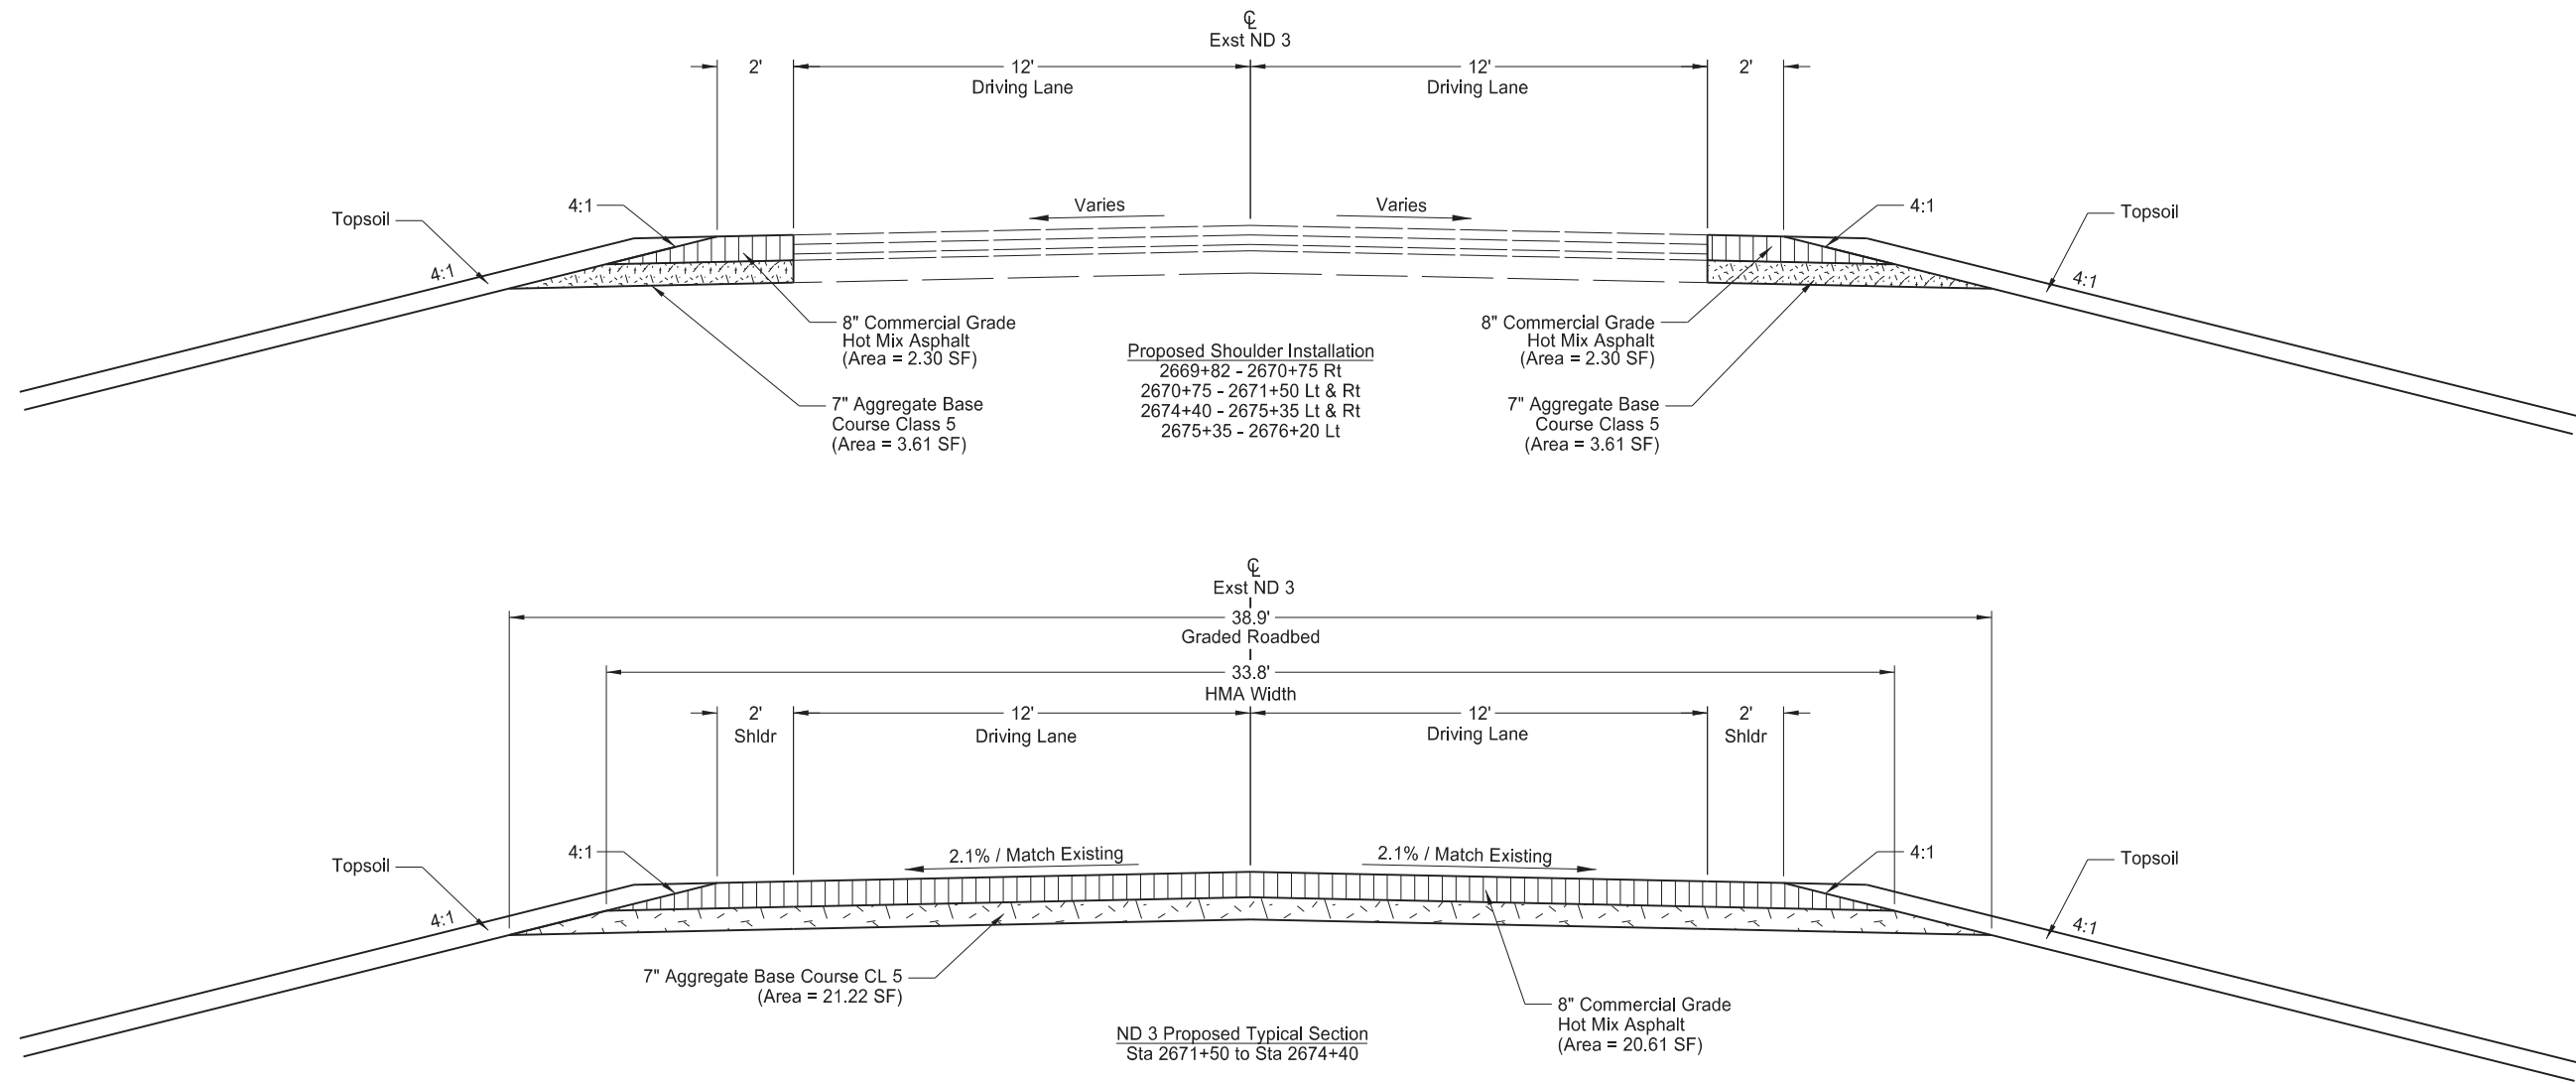 ℄
Exst ND 3
2'
12'
12'
2'
Driving Lane
Driving Lane
Varies
Varies
4:1
4:1
Topsoil
Topsoil
4:1
4:1
8" Commercial Grade
Hot Mix Asphalt
(Area = 2.30 SF)
8" Commercial Grade
Hot Mix Asphalt
(Area = 2.30 SF)
Proposed Shoulder Installation
2669+82 - 2670+75 Rt
2670+75 - 2671+50 Lt & Rt
2674+40 - 2675+35 Lt & Rt
2675+35 - 2676+20 Lt
7" Aggregate Base
Course Class 5
(Area = 3.61 SF)
7" Aggregate Base
Course Class 5
(Area = 3.61 SF)
℄
Exst ND 3
38.9'
Graded Roadbed
33.8'
HMA Width
2'
Shldr
12'
Driving Lane
12'
Driving Lane
2'
Shldr
2.1% / Match Existing
2.1% / Match Existing
4:1
4:1
Topsoil
Topsoil
4:1
4:1
7" Aggregate Base Course CL 5
(Area = 21.22 SF)
8" Commercial Grade
Hot Mix Asphalt
(Area = 20.61 SF)
ND 3 Proposed Typical Section
Sta 2671+50 to Sta 2674+40